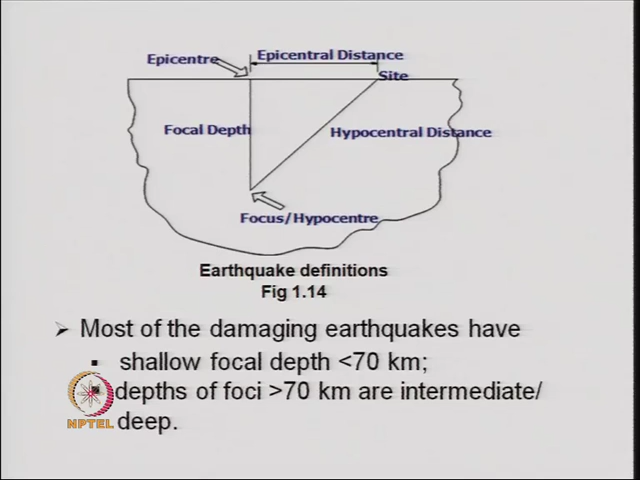 Epicentral Distance
Epicentre
Site
Focal Depth
Hypocentral Distance
Focus/Hypocentre
Earthquake definitions
Fig 1.14
➢ Most of the damaging earthquakes have
▪ shallow focal depth <70 km;
▪ depths of foci >70 km are intermediate/
deep.
NPTEL